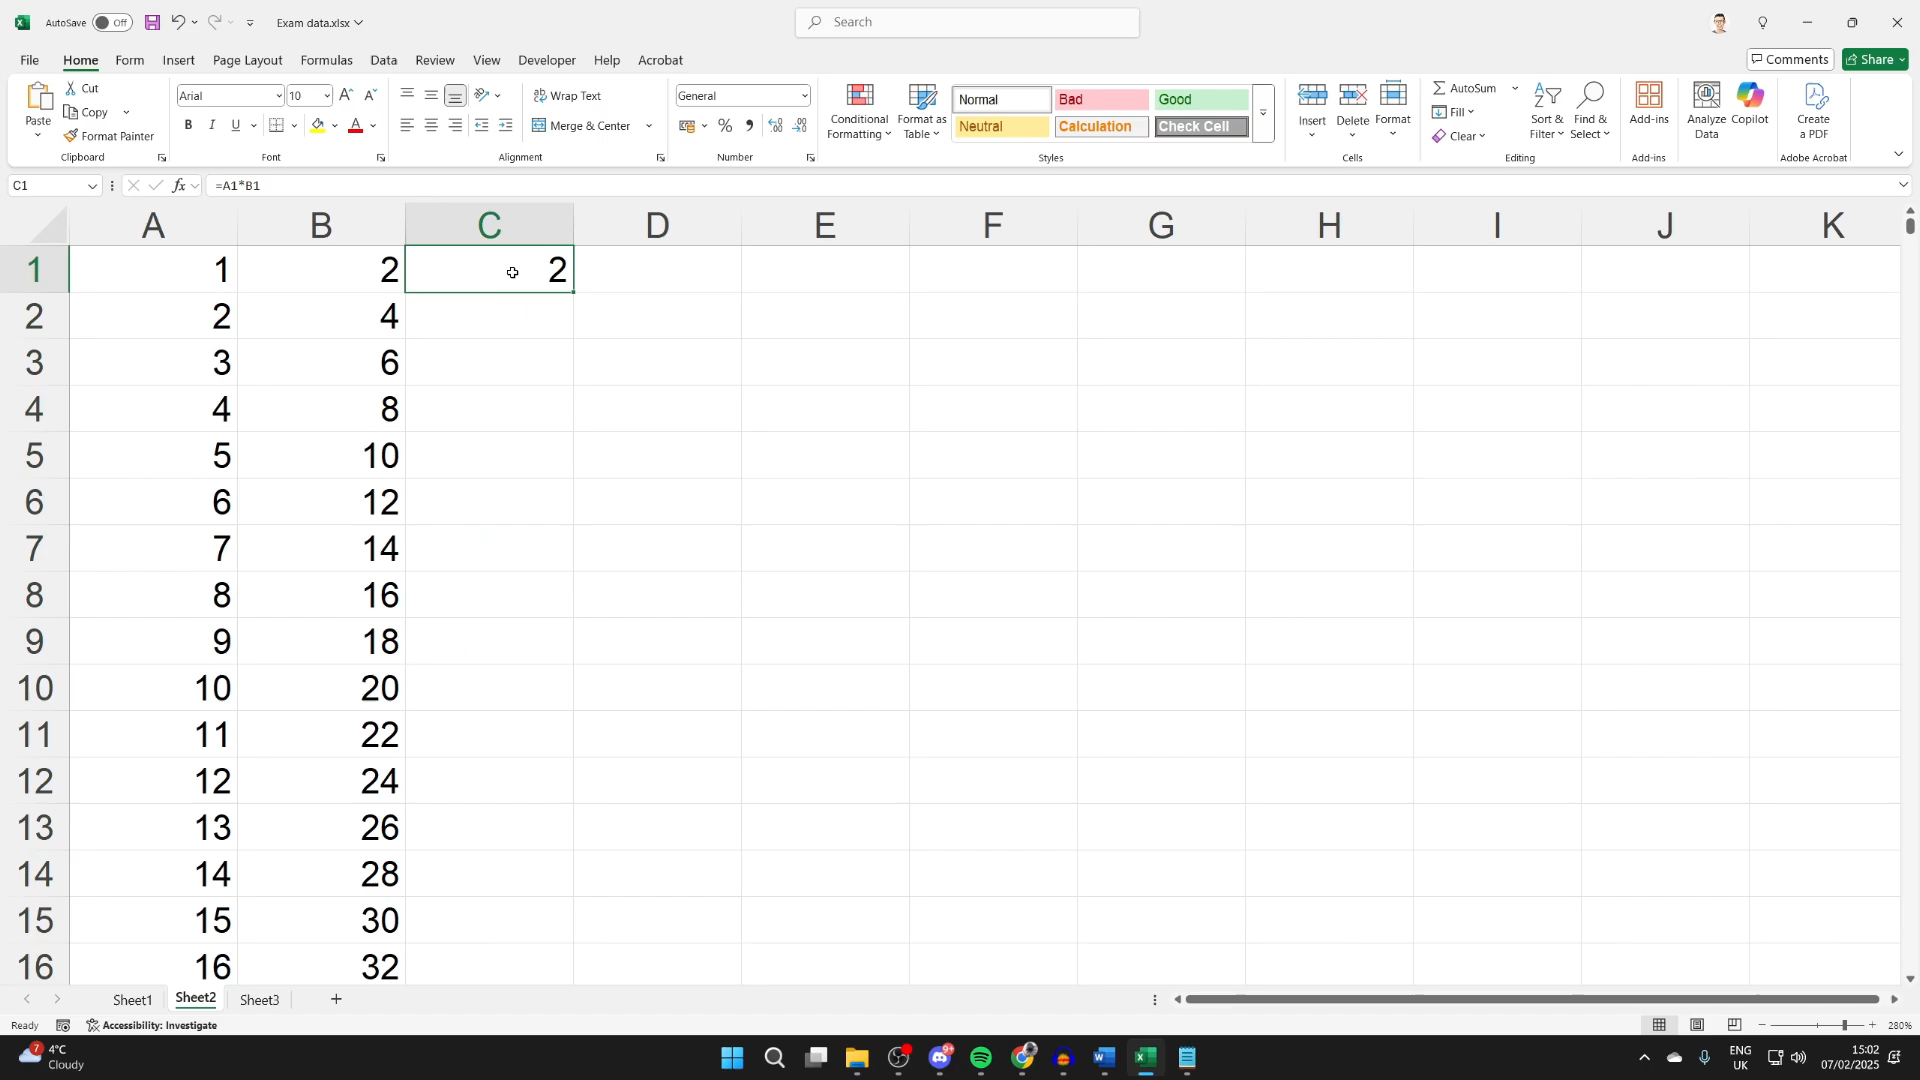 AutoSave Off Exam data.xlsx Search
File Home Form Insert Page Layout Formulas Data Review View Developer Help Acrobat Comments Share
Paste Cut Copy Format Painter Clipboard
Arial 10 B I U Font
Wrap Text Merge & Center Alignment
General % Number
Conditional Formatting Format as Table
Normal Bad Good
Neutral Calculation Check Cell
Styles
Insert Delete Format Cells
AutoSum Fill Clear Sort & Filter Find & Select Editing
Add-ins Add-ins
Analyze Data Copilot
Create a PDF Adobe Acrobat
C1 fx =A1*B1
A B C D E F G H I J K
1 1 2 2
2 2 4
3 3 6
4 4 8
5 5 10
6 6 12
7 7 14
8 8 16
9 9 18
10 10 20
11 11 22
12 12 24
13 13 26
14 14 28
15 15 30
16 16 32
Sheet1 Sheet2 Sheet3
Ready Accessibility: Investigate 280%
7 4°C ENG 15:02
Cloudy UK 07/02/2025